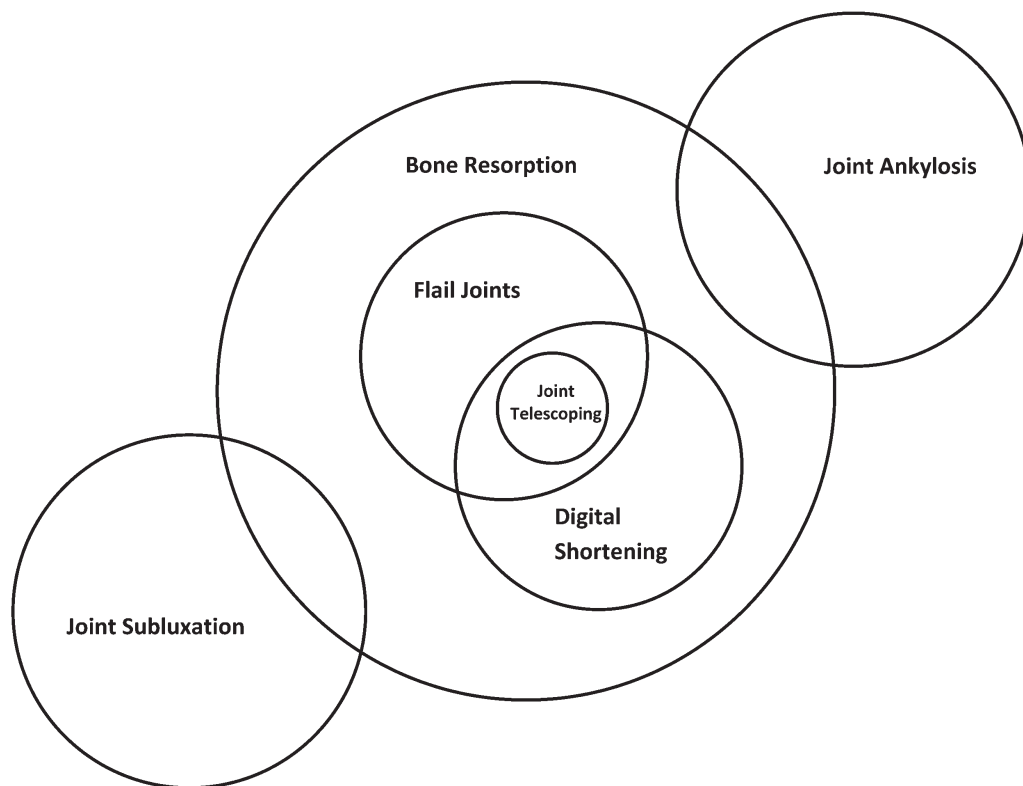 Bone Resorption
Joint Ankylosis
Flail Joints
Joint
Telescoping
Digital
Shortening
Joint Subluxation